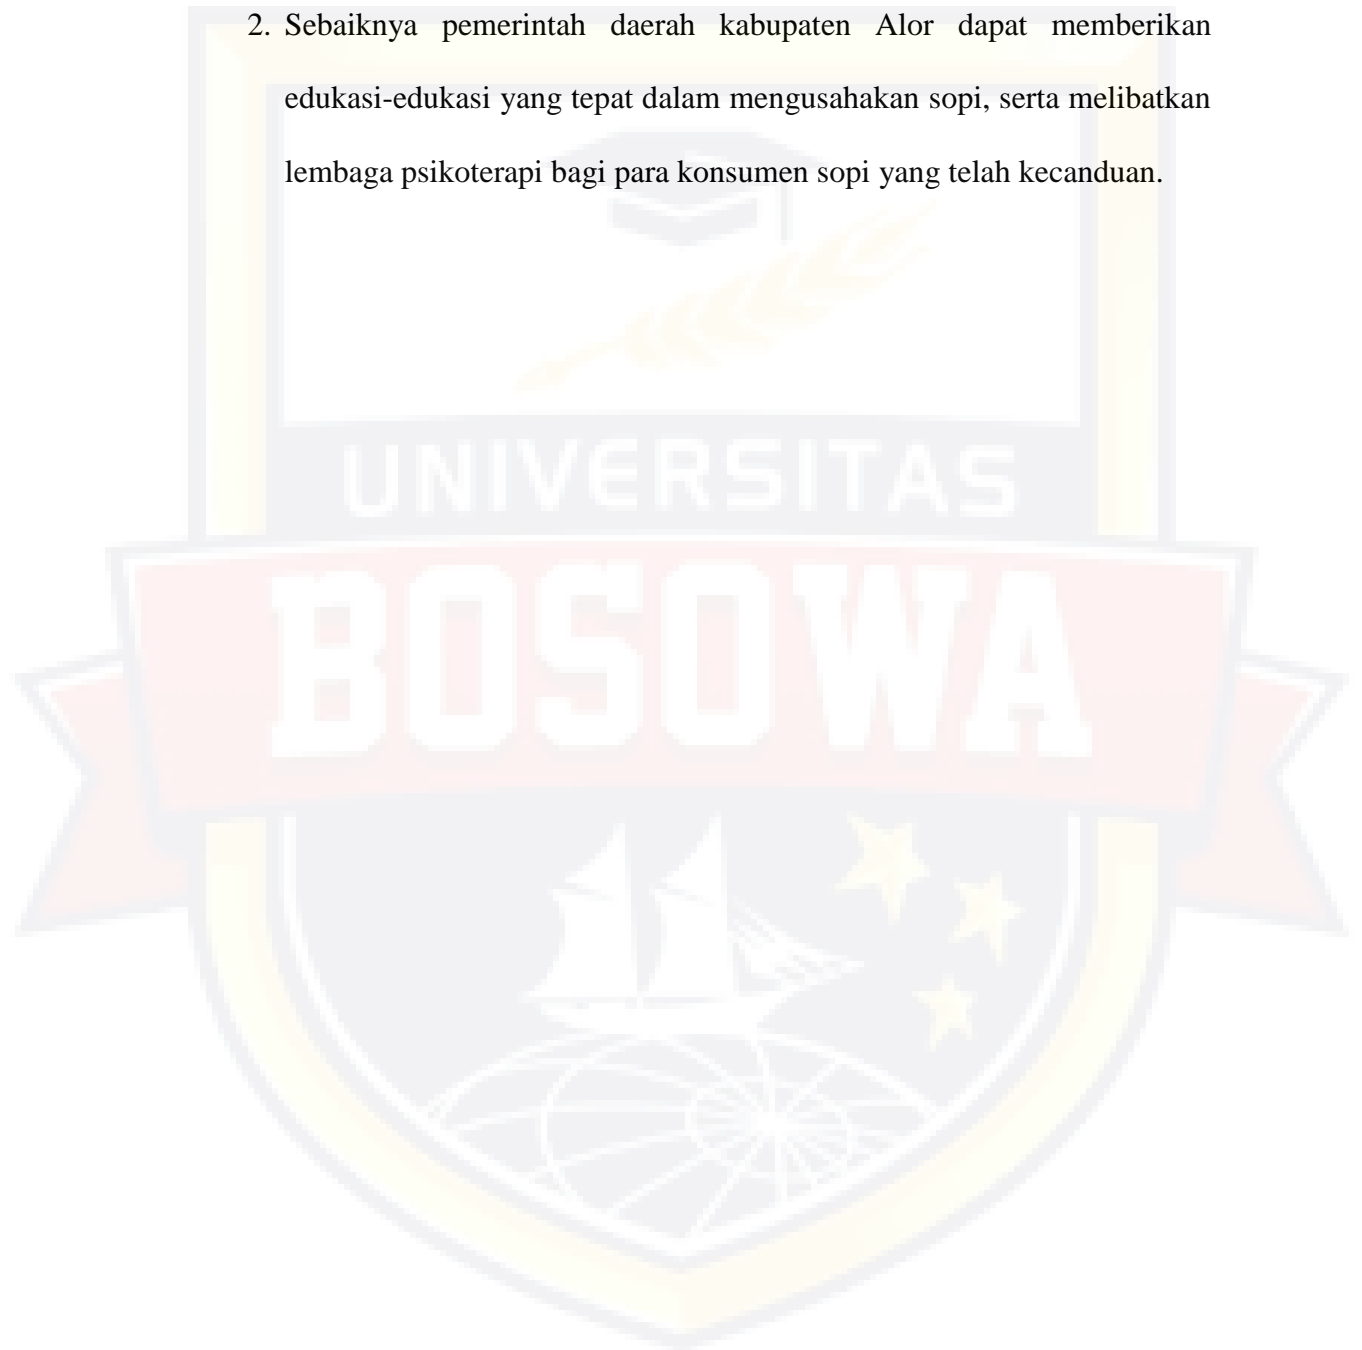 2. Sebaiknya pemerintah daerah kabupaten Alor dapat memberikan
edukasi-edukasi yang tepat dalam mengusahakan sopi, serta melibatkan
lembaga psikoterapi bagi para konsumen sopi yang telah kecanduan.
UNIVERSITAS
BOSOWA